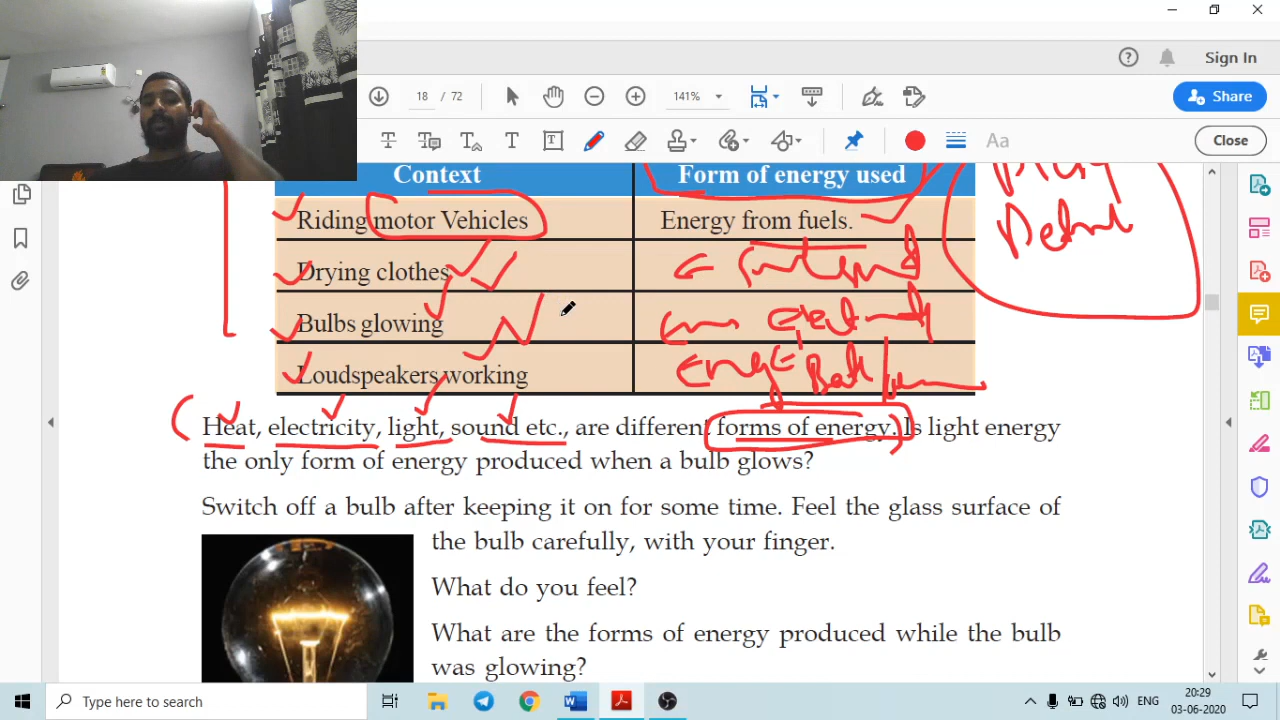 Sign In
18 / 72
141%
Share
Aa
Close
Context
Form of energy used
Riding motor Vehicles
Energy from fuels.
Drying clothes
Bulbs glowing
Loudspeakers working
Heat, electricity, light, sound etc., are different forms of energy. Is light energy
the only form of energy produced when a bulb glows?
Switch off a bulb after keeping it on for some time. Feel the glass surface of
the bulb carefully, with your finger.
What do you feel?
What are the forms of energy produced while the bulb
was glowing?
Type here to search
ENG
20:29
03-06-2020